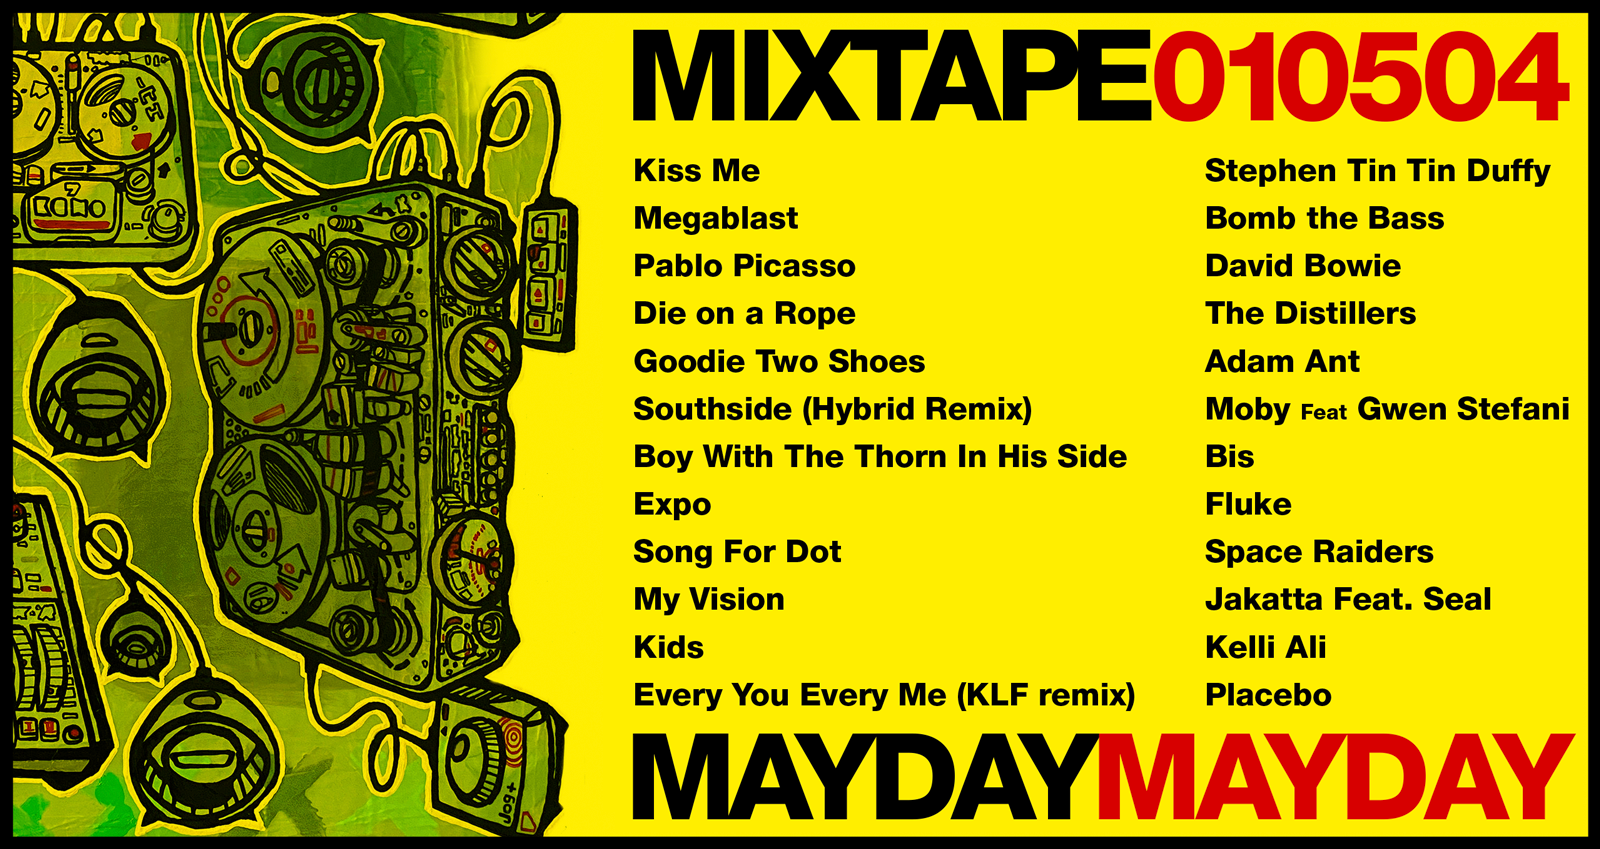 MIXTAPE010504
Kiss Me Stephen Tin Tin Duffy
Megablast Bomb the Bass
Pablo Picasso David Bowie
Die on a Rope The Distillers
Goodie Two Shoes Adam Ant
Southside (Hybrid Remix) Moby Feat Gwen Stefani
Boy With The Thorn In His Side Bis
Expo Fluke
Song For Dot Space Raiders
My Vision Jakatta Feat. Seal
Kids Kelli Ali
Every You Every Me (KLF remix) Placebo
MAYDAYMAYDAY
Jog+